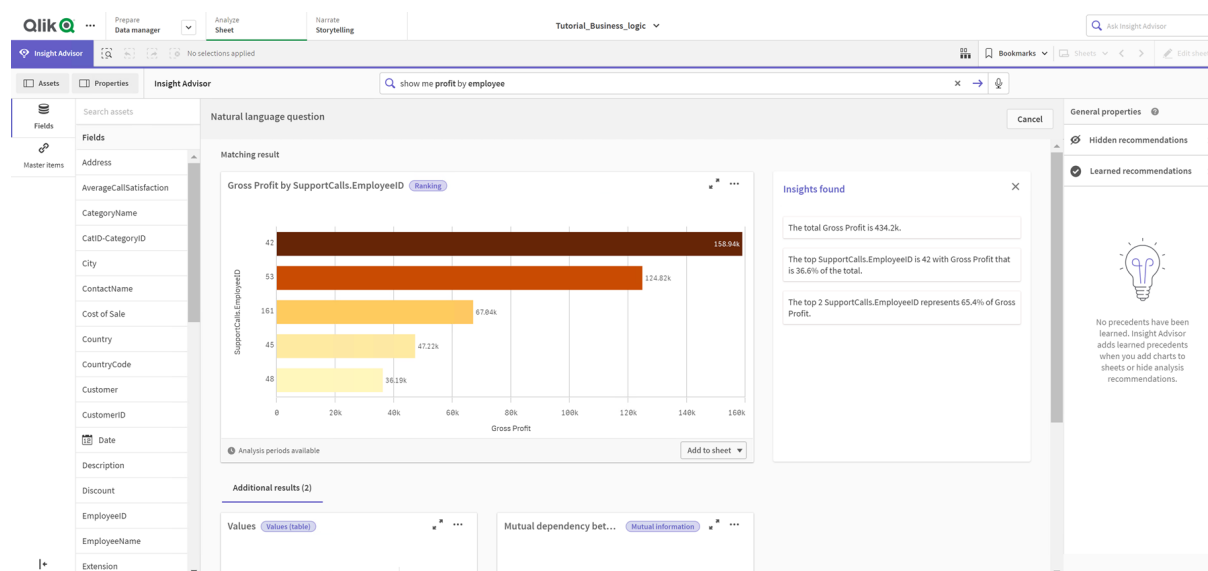 Qlik
Prepare
Data manager
Analyze
Sheet
Narrate
Storytelling
Tutorial_Business_logic
Ask Insight Advisor
Insight Advisor
No selections applied
Bookmarks
Sheets
Edit sheet
Assets
Properties
Insight Advisor
show me profit by employee
Fields
Master items
Search assets
Fields
Address
AverageCallSatisfaction
CategoryName
CatID-CategoryID
City
ContactName
Cost of Sale
Country
CountryCode
Customer
CustomerID
Date
Description
Discount
EmployeeID
EmployeeName
Extension
Natural language question
Cancel
Matching result
Gross Profit by SupportCalls.EmployeeID
Ranking
SupportCalls.EmployeeID
42
158.94k
53
124.82k
161
67.04k
45
47.22k
48
36.19k
0 20k 40k 60k 80k 100k 120k 140k 160k
Gross Profit
Analysis periods available
Add to sheet
Insights found
The total Gross Profit is 434.2k.
The top SupportCalls.EmployeeID is 42 with Gross Profit that
is 36.6% of the total.
The top 2 SupportCalls.EmployeeID represents 65.4% of Gross
Profit.
Additional results (2)
Values
Values (table)
Mutual dependency bet...
Mutual information
General properties
Hidden recommendations
Learned recommendations
No precedents have been
learned. Insight Advisor
adds learned precedents
when you add charts to
sheets or hide analysis
recommendations.